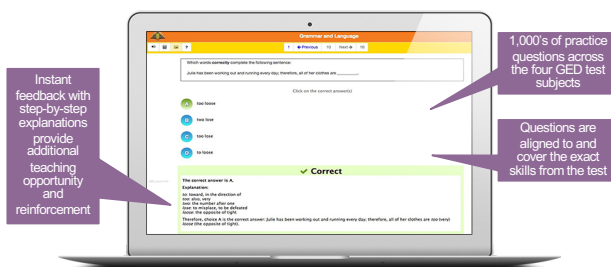 Grammar and Language
1 Previous 10 Next 10
Which words correctly complete the following sentence:
Julie has been working out and running every day; therefore, all of her clothes are ________.
Click on the correct answer(s)
A too loose
B too lose
C too lose
D to loose
Correct
The correct answer is A.
Explanation:
to: toward, in the direction of
too: also, very
two: the number after one
lose: to misplace, to be defeated
loose: the opposite of tight
Therefore, choice A is the correct answer: Julie has been working out and running every day; therefore, all of her clothes are too (very)
loose (the opposite of tight).
Instant
feedback with
step-by-step
explanations
provide
additional
teaching
opportunity
and
reinforcement
1,000's of practice
questions across
the four GED test
subjects
Questions are
aligned to and
cover the exact
skills from the test